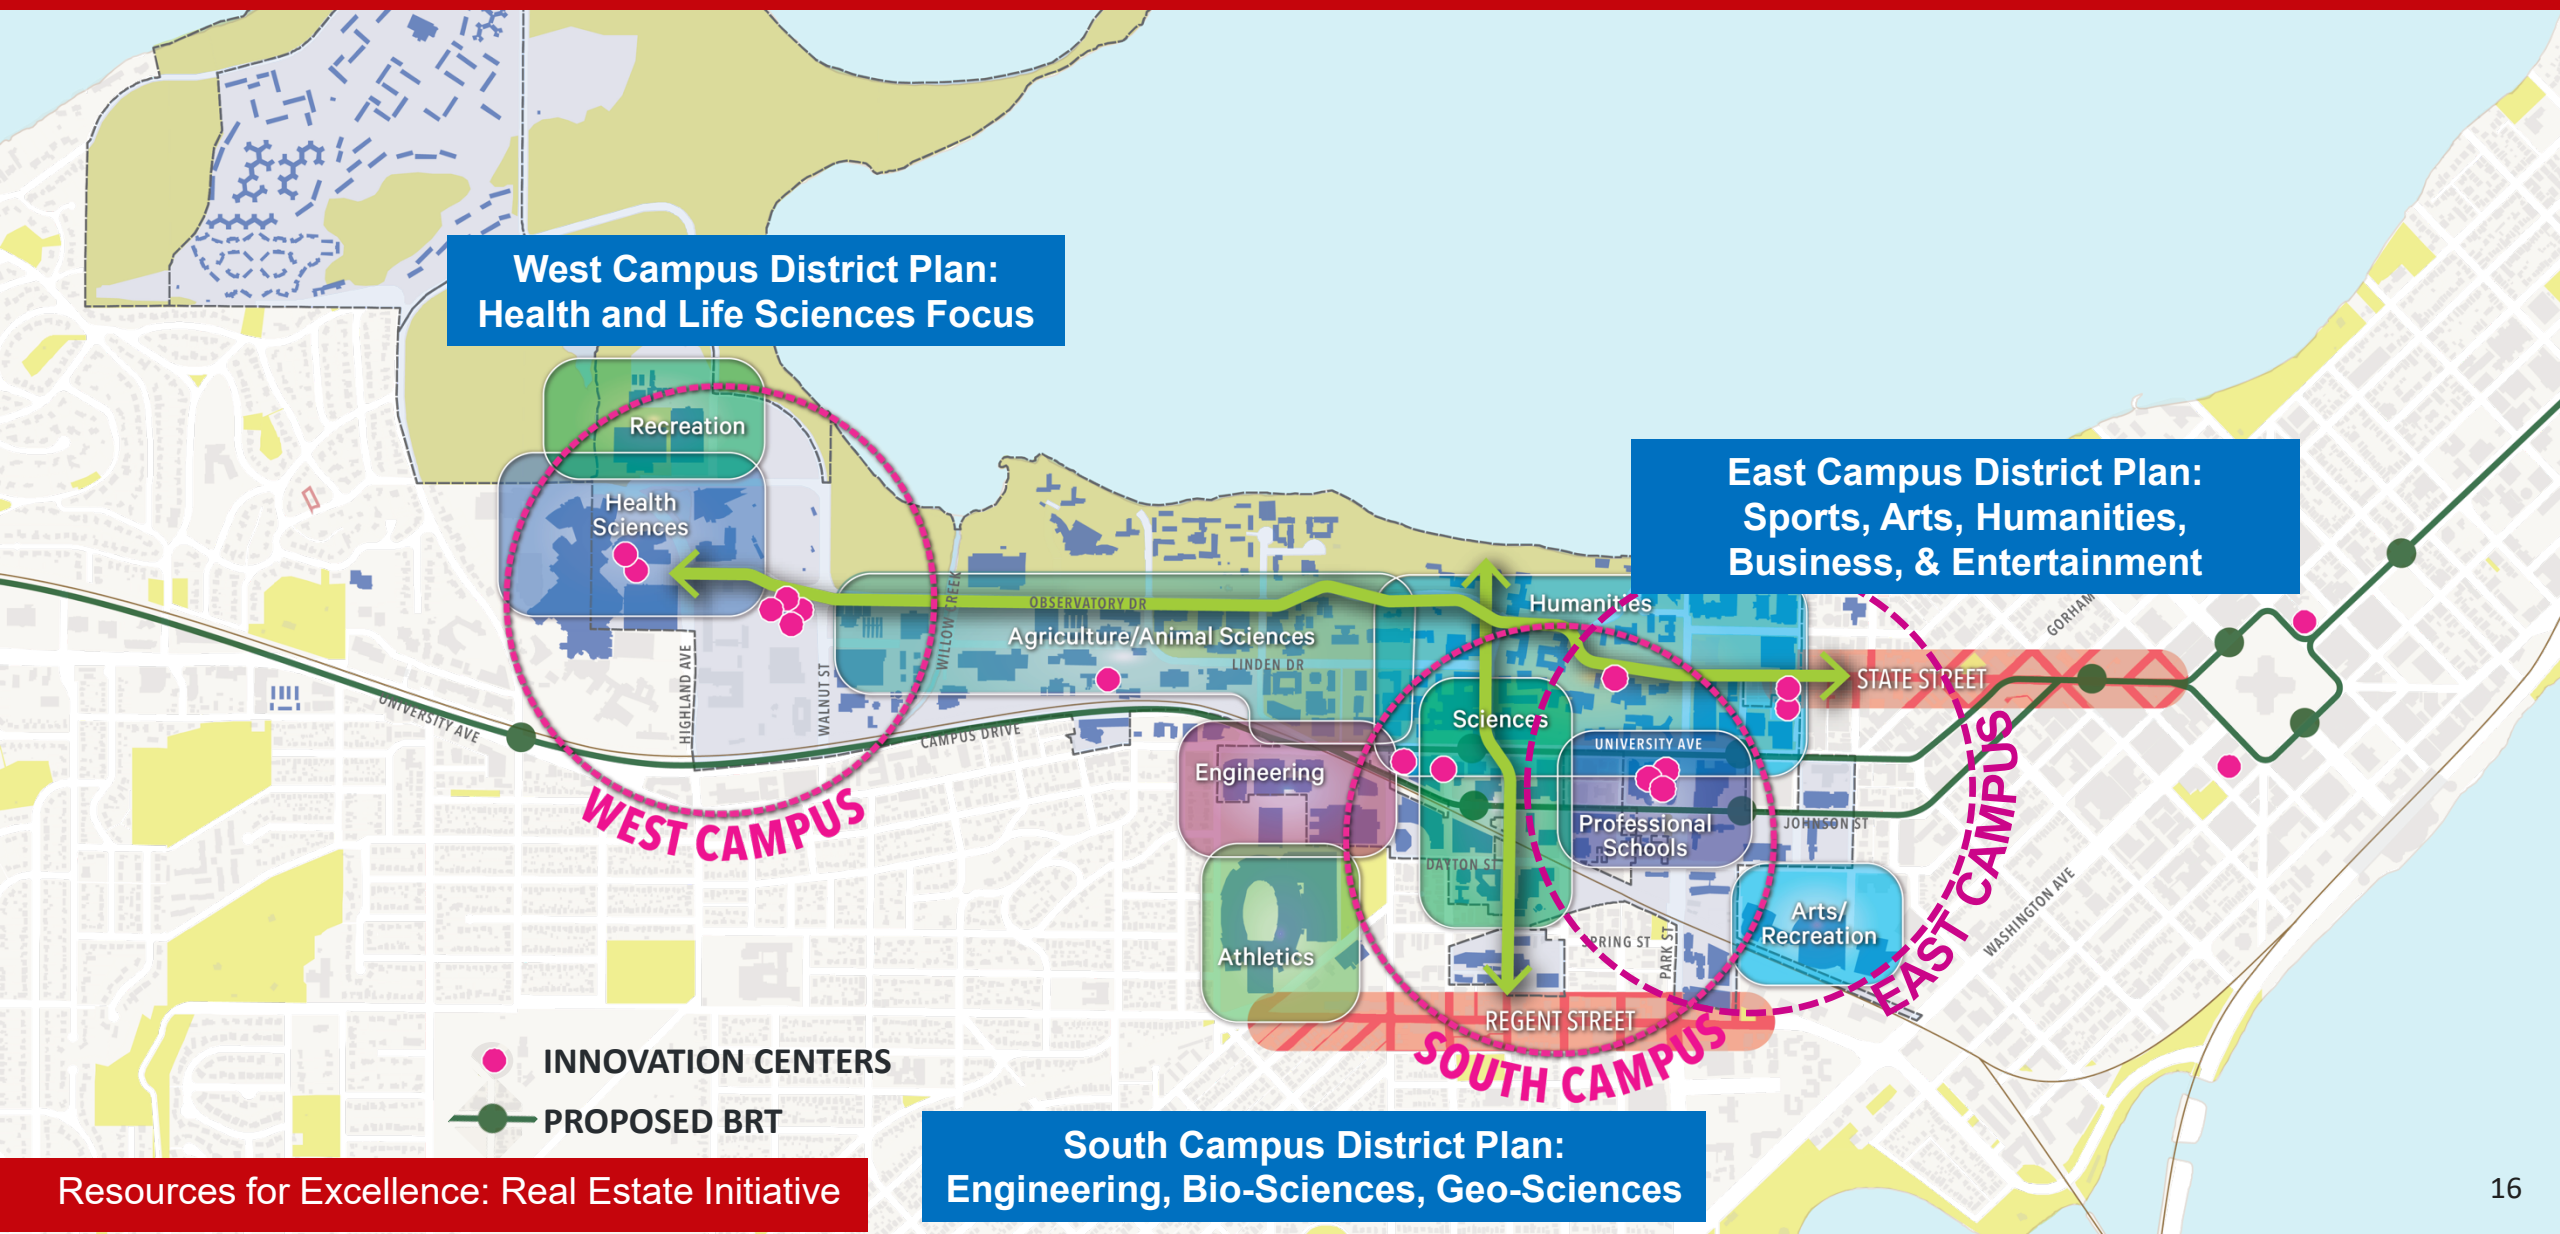 West Campus District Plan:
Health and Life Sciences Focus
Recreation
Health
Sciences
East Campus District Plan:
Sports, Arts, Humanities,
Business, & Entertainment
Humanities
OBSERVATORY DR
Agriculture/Animal Sciences
LINDEN DR
WILLOW CREEK
GORHAM
STATE STREET
HIGHLAND AVE
WALNUT ST
UNIVERSITY AVE
CAMPUS DRIVE
Sciences
UNIVERSITY AVE
Engineering
Professional
Schools
JOHNSON ST
WEST CAMPUS
EAST CAMPUS
DAYTON ST
Arts/
Recreation
WASHINGTON AVE
SPRING ST
PARK ST
Athletics
REGENT STREET
SOUTH CAMPUS
INNOVATION CENTERS
PROPOSED BRT
South Campus District Plan:
Engineering, Bio-Sciences, Geo-Sciences
Resources for Excellence: Real Estate Initiative
16